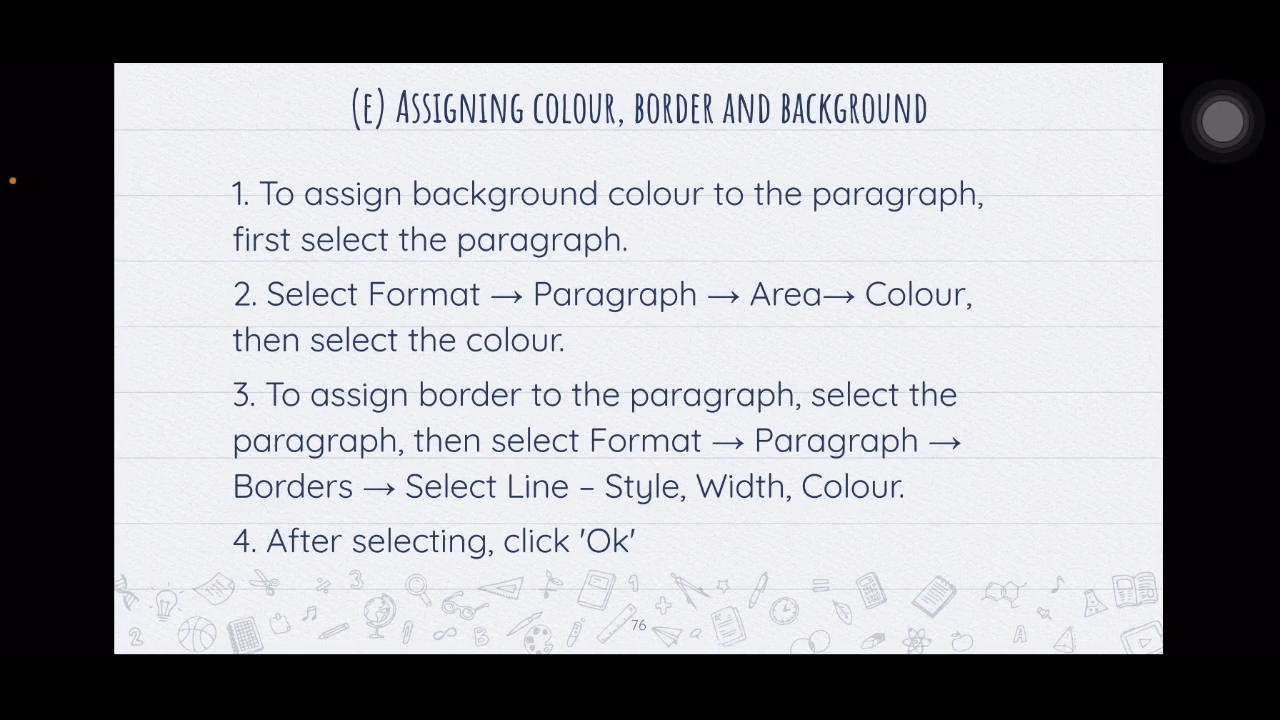 (E) ASSIGNING COLOUR, BORDER AND BACKGROUND
1. To assign background colour to the paragraph,
first select the paragraph.
2. Select Format → Paragraph → Area→ Colour,
then select the colour.
3. To assign border to the paragraph, select the
paragraph, then select Format → Paragraph →
Borders → Select Line – Style, Width, Colour.
4. After selecting, click 'Ok'
76